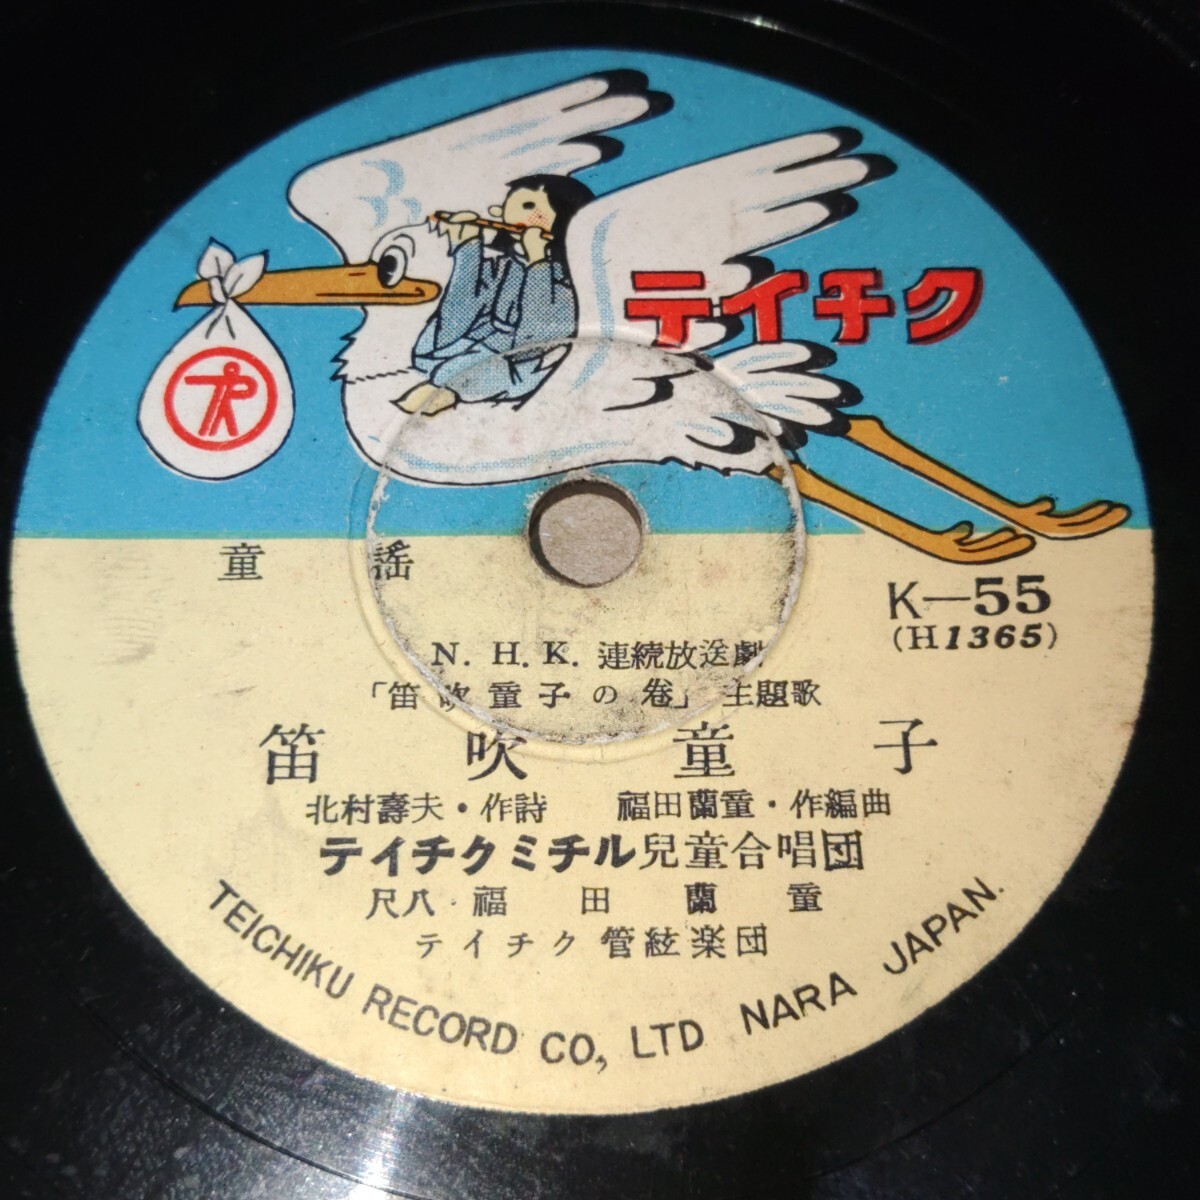 テイチク
童謡
K—55
(H1365)
N.H.K. 連続放送劇
「笛吹童子の巻」主題歌
笛吹童子
北村壽夫・作詩 福田蘭童・作編曲
テイチクミチル兒童合唱団
尺八 福田蘭童
テイチク管絃楽団
TEICHIKU RECORD CO., LTD NARA JAPAN.